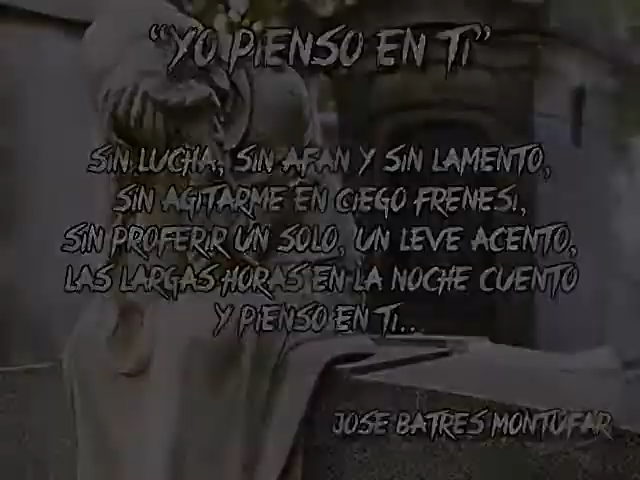 “YO PIENSO EN TI”
SIN LUCHA, SIN AFAN Y SIN LAMENTO,
SIN AGITARME EN CIEGO FRENESI,
SIN PROFERIR UN SOLO, UN LEVE ACENTO,
LAS LARGAS HORAS EN LA NOCHE CUENTO
Y PIENSO EN TI...
JOSE BATRES MONTUFAR